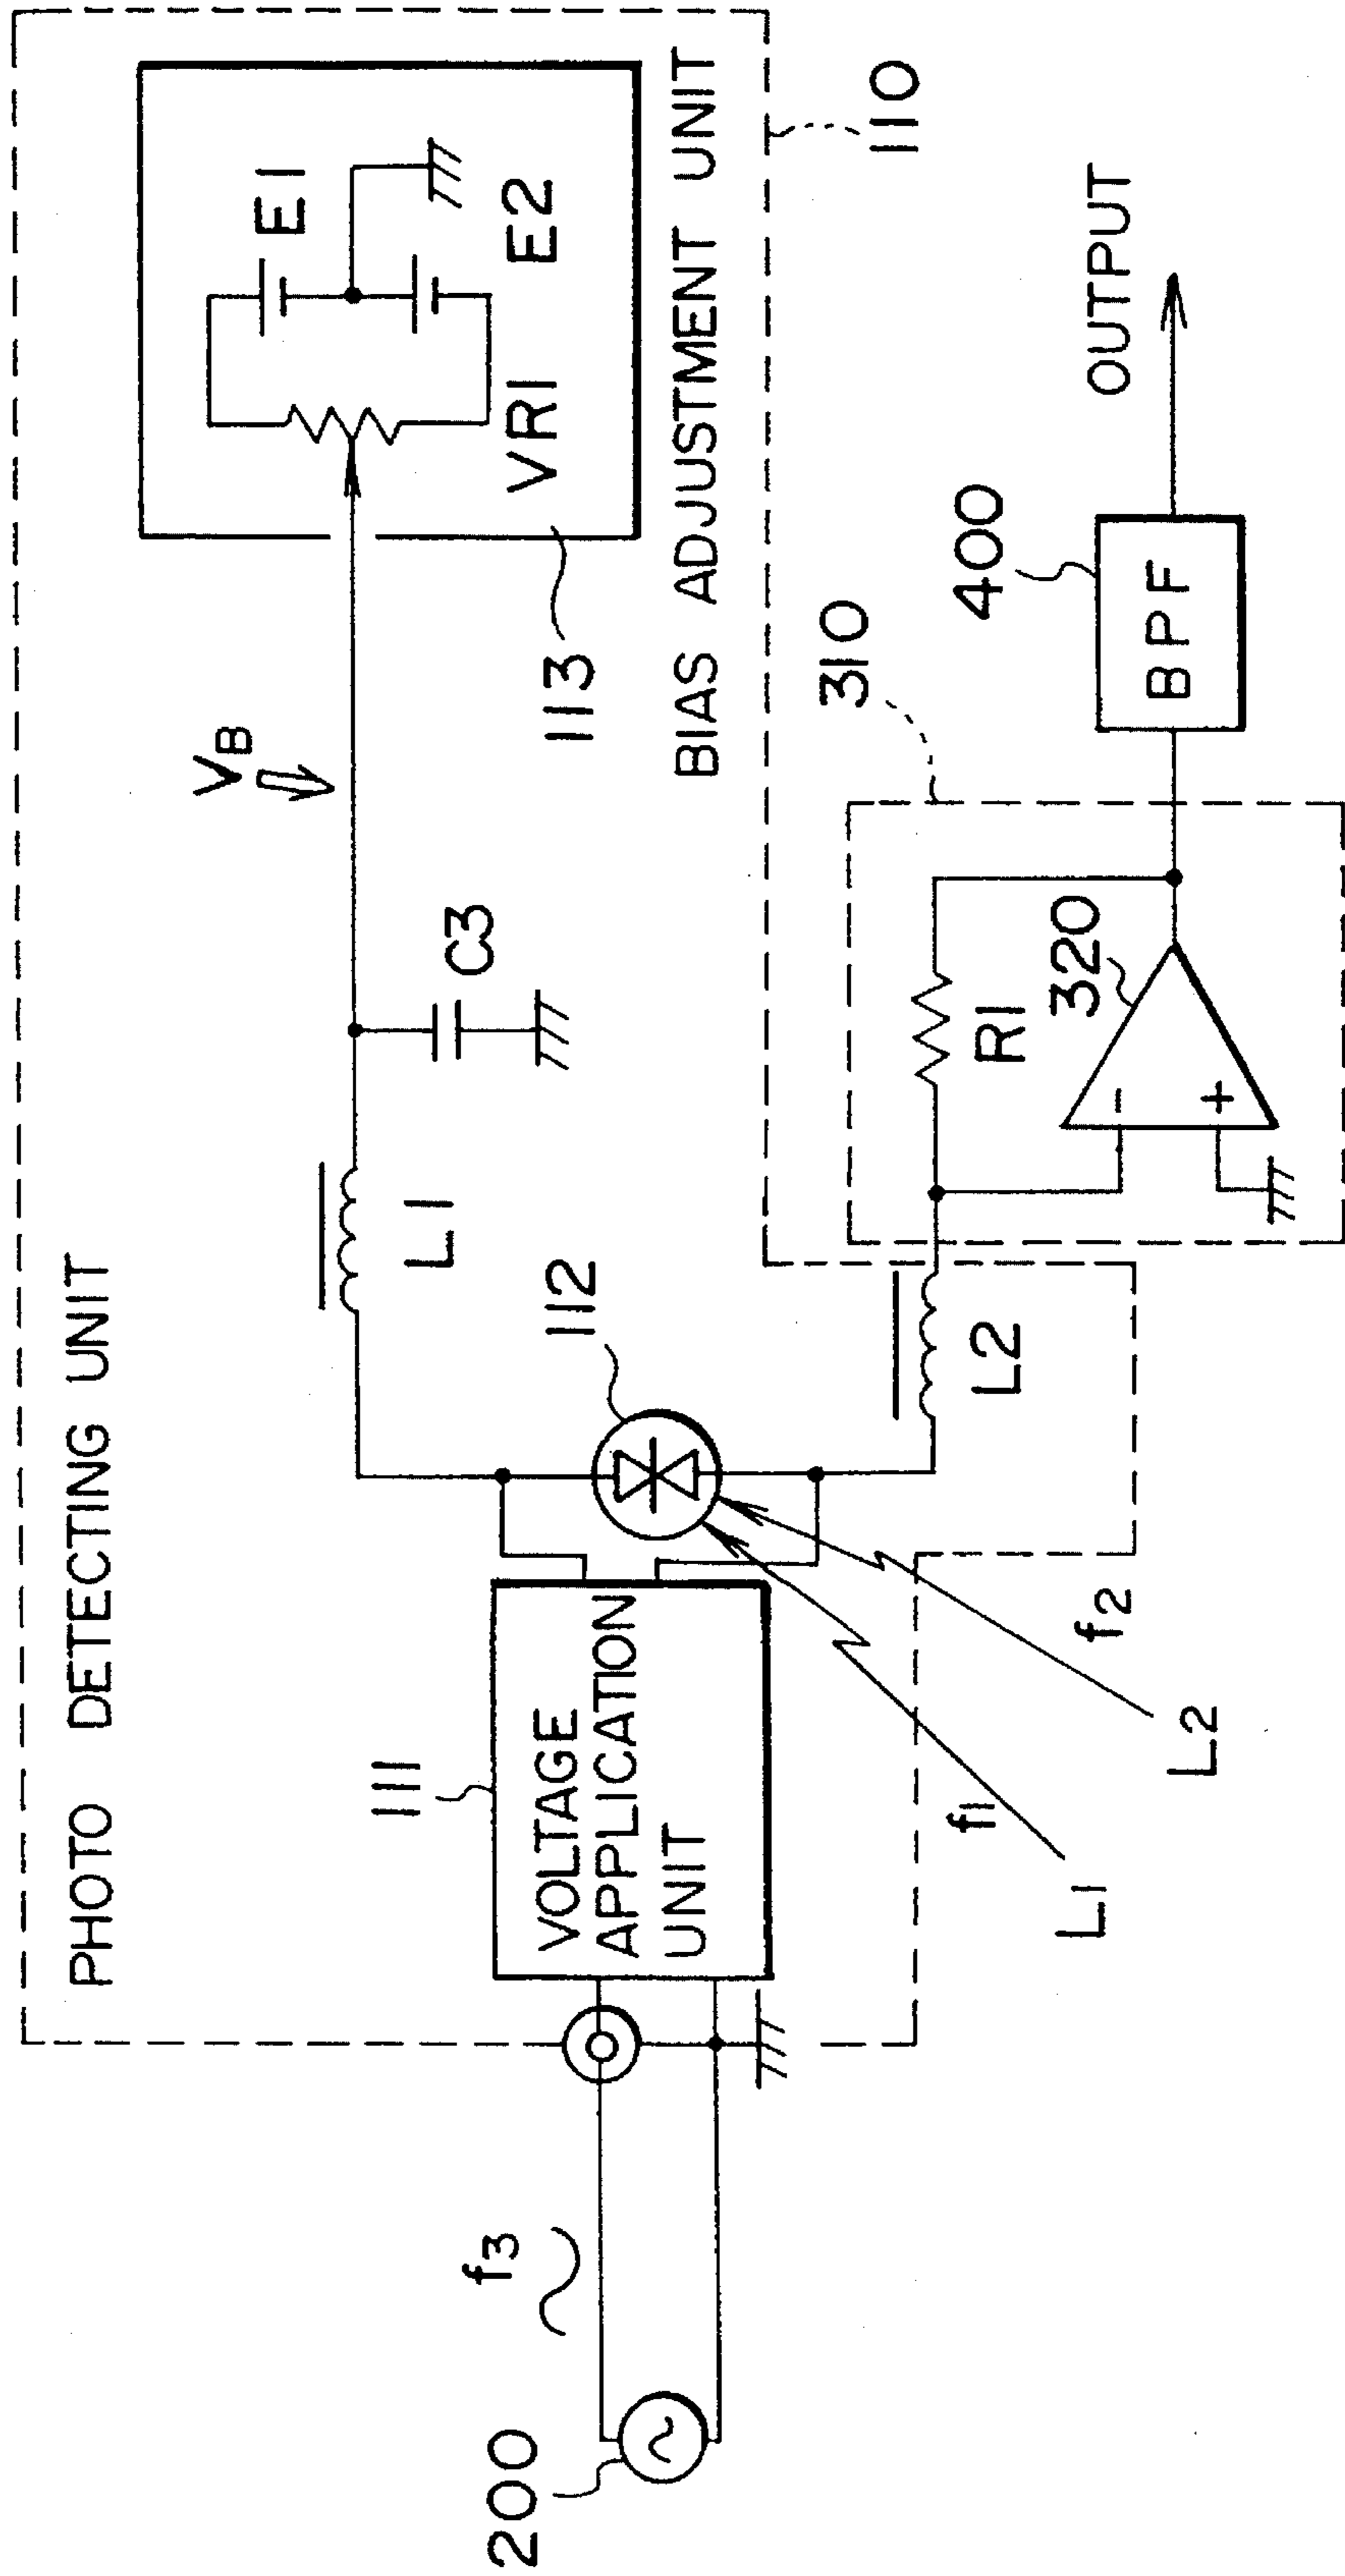 PHOTO DETECTING UNIT
V_B
E1
E2
VR1
113
BIAS ADJUSTMENT UNIT
110
C3
L1
112
111
VOLTAGE
APPLICATION
UNIT
f3
200
L2
310
R1
320
-
+
400
BPF
OUTPUT
f1
f2
L1
L2